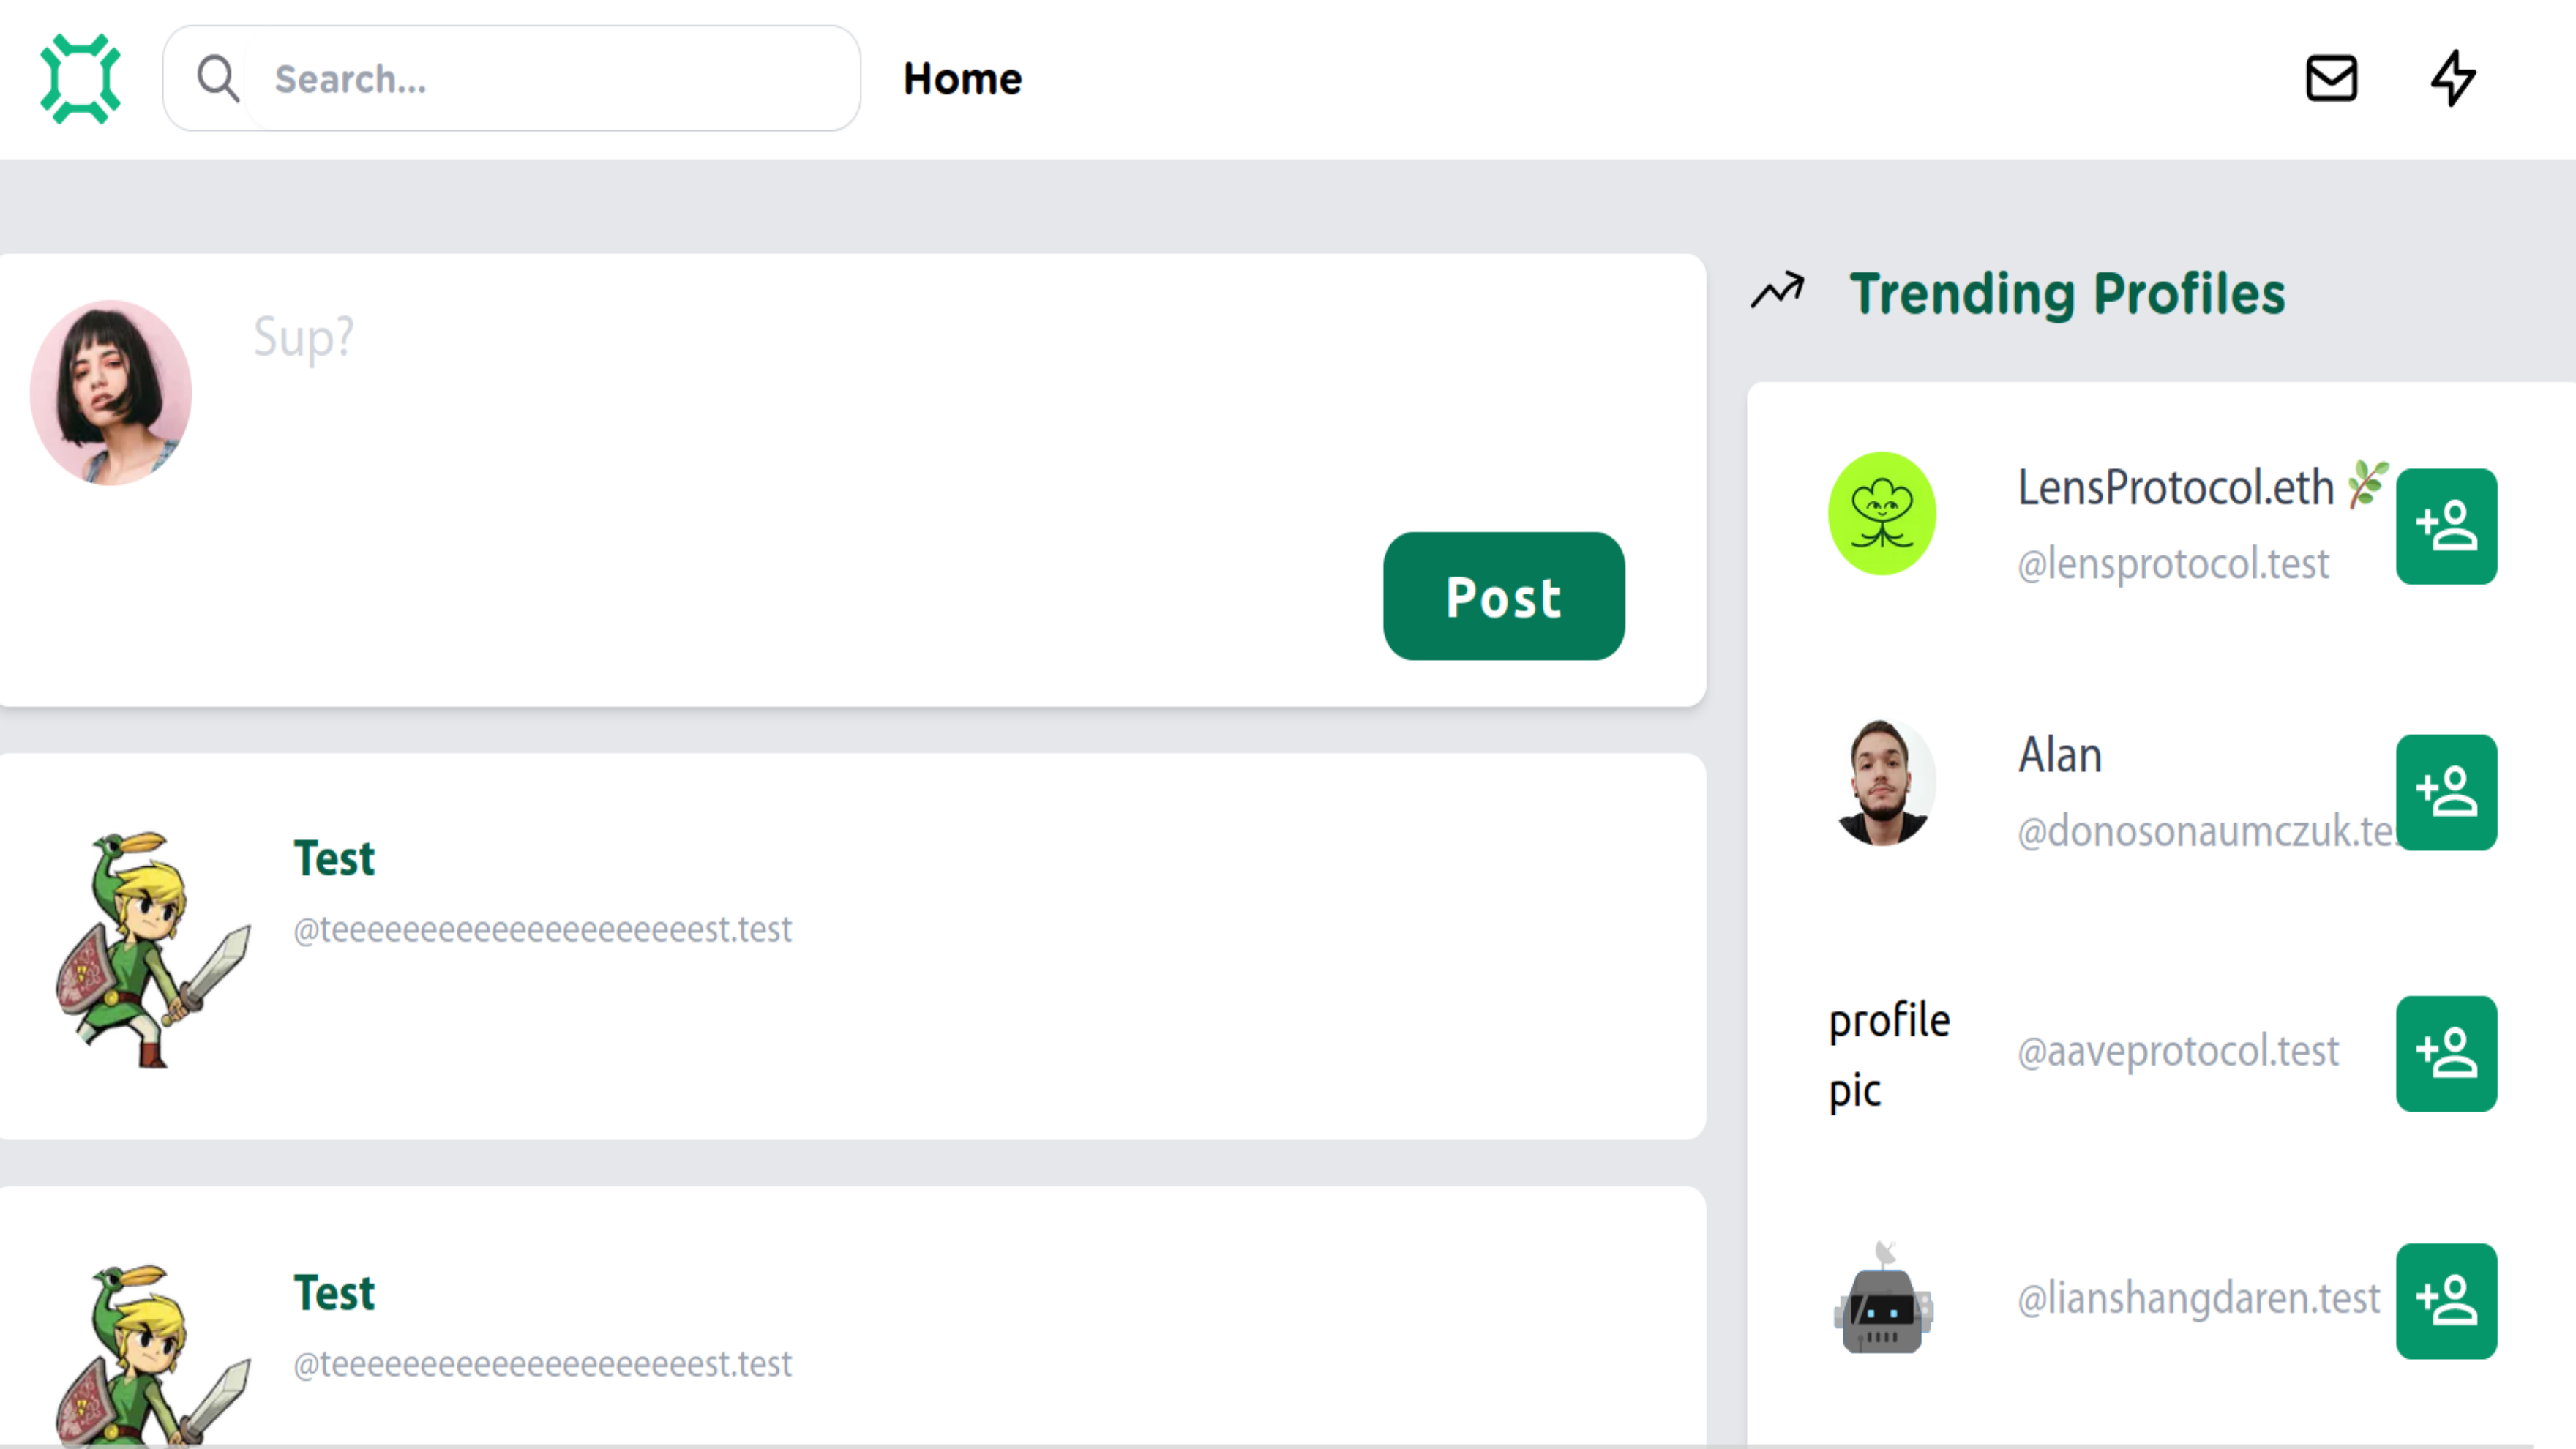 Search...
Home
Sup?
Post
Test
@teeeeeeeeeeeeeeeeeeeeeest.test
Test
@teeeeeeeeeeeeeeeeeeeeeest.test
Trending Profiles
LensProtocol.eth 🌿
@lensprotocol.test
Alan
@donosonaumczuk.tes
profile
pic
@aaveprotocol.test
@lianshangdaren.test